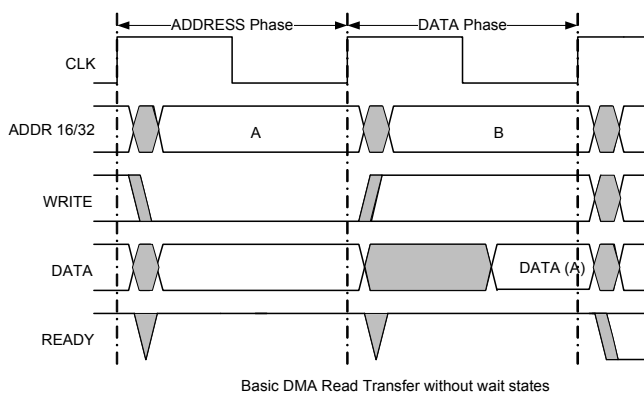 ADDRESS Phase DATA Phase
CLK
ADDR 16/32 A B
WRITE
DATA DATA (A)
READY
Basic DMA Read Transfer without wait states